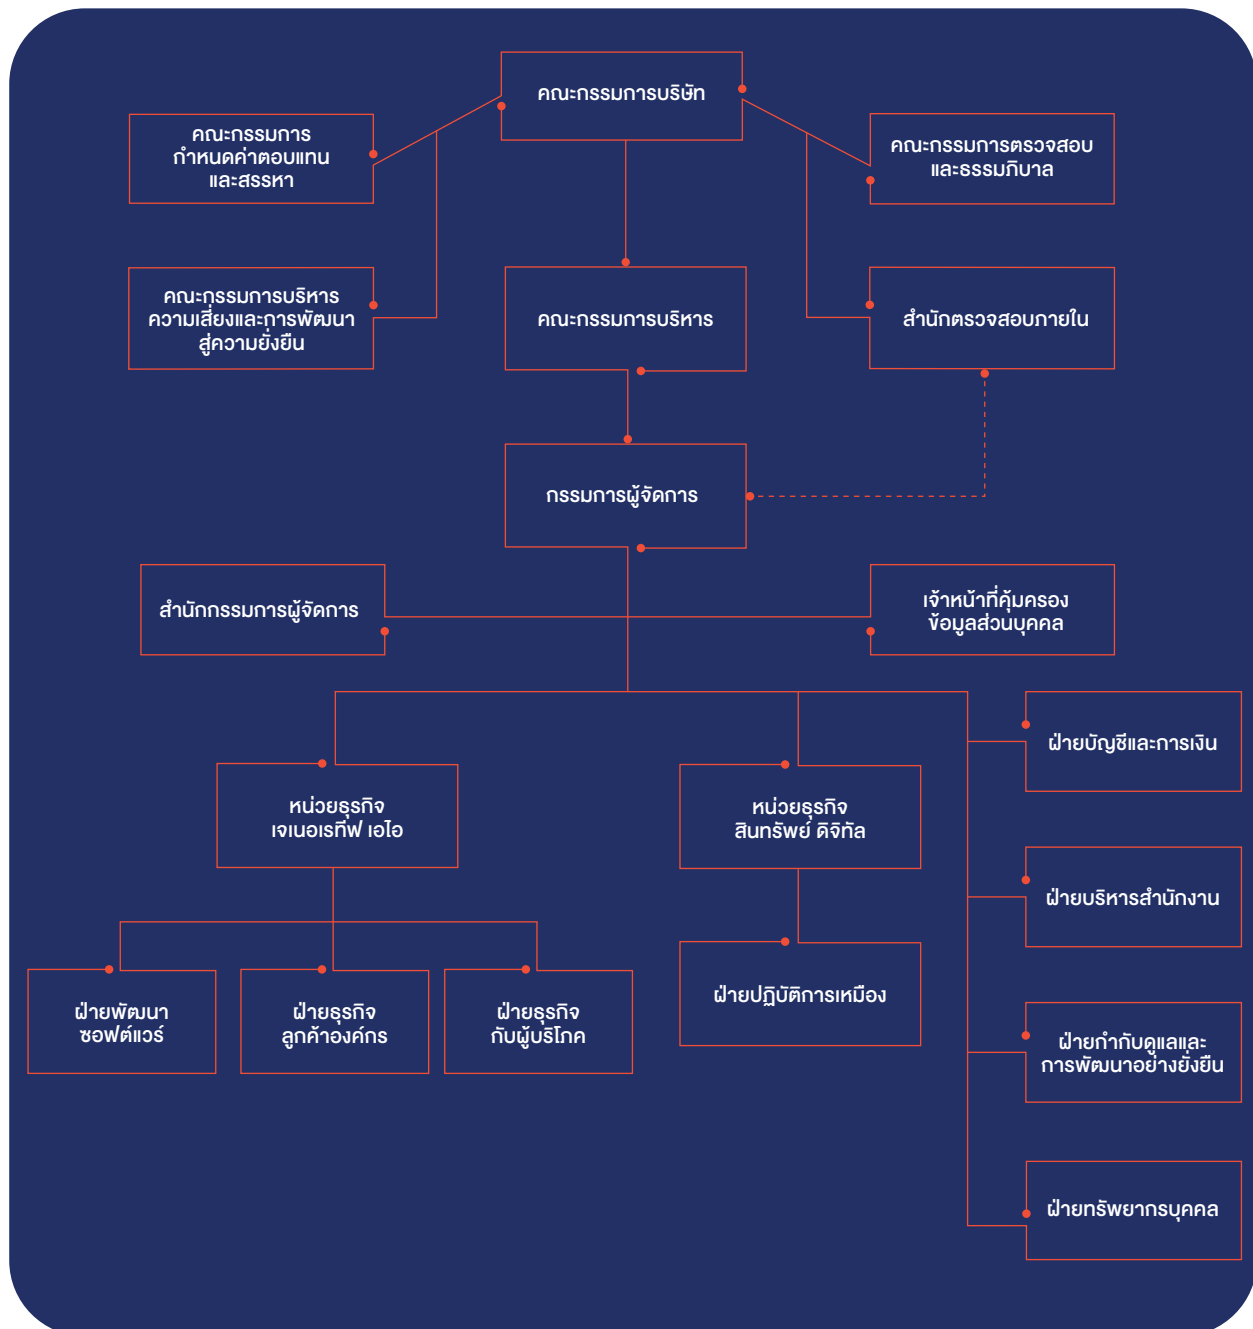 คณะกรรมการบริษัท
คณะกรรมการ
กำหนดค่าตอบแทน
และสรรหา
คณะกรรมการตรวจสอบ
และธรรมภิบาล
คณะกรรมการบริหาร
ความเสี่ยงและการพัฒนา
สู่ความยั่งยืน
คณะกรรมการบริหาร
สำนักตรวจสอบภายใน
กรรมการผู้จัดการ
สำนักกรรมการผู้จัดการ
เจ้าหน้าที่คุ้มครอง
ข้อมูลส่วนบุคคล
ฝ่ายบัญชีและการเงิน
หน่วยธุรกิจ
เจเนอเรทีฟ เอไอ
หน่วยธุรกิจ
สินทรัพย์ ดิจิทัล
ฝ่ายบริหารสำนักงาน
ฝ่ายพัฒนา
ซอฟต์แวร์
ฝ่ายธุรกิจ
ลูกค้าองค์กร
ฝ่ายธุรกิจ
กับผู้บริโภค
ฝ่ายปฏิบัติการเหมือง
ฝ่ายกำกับดูแลและ
การพัฒนาอย่างยั่งยืน
ฝ่ายทรัพยากรบุคคล